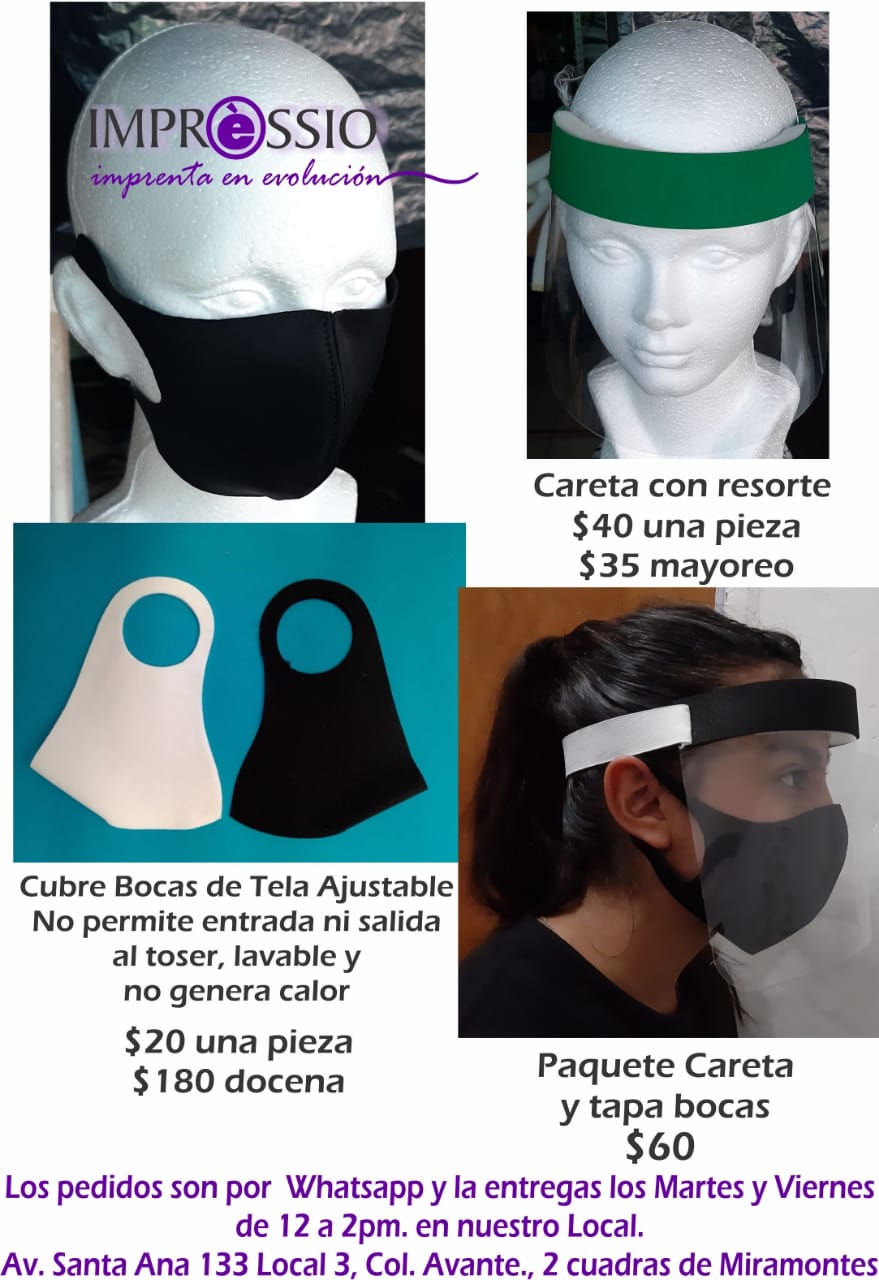 IMPRèSSIO
imprenta en evolución
Careta con resorte
$40 una pieza
$35 mayoreo
Cubre Bocas de Tela Ajustable
No permite entrada ni salida
al toser, lavable y
no genera calor
$20 una pieza
$180 docena
Paquete Careta
y tapa bocas
$60
Los pedidos son por Whatsapp y la entregas los Martes y Viernes
de 12 a 2pm. en nuestro Local.
Av. Santa Ana 133 Local 3, Col. Avante., 2 cuadras de Miramontes